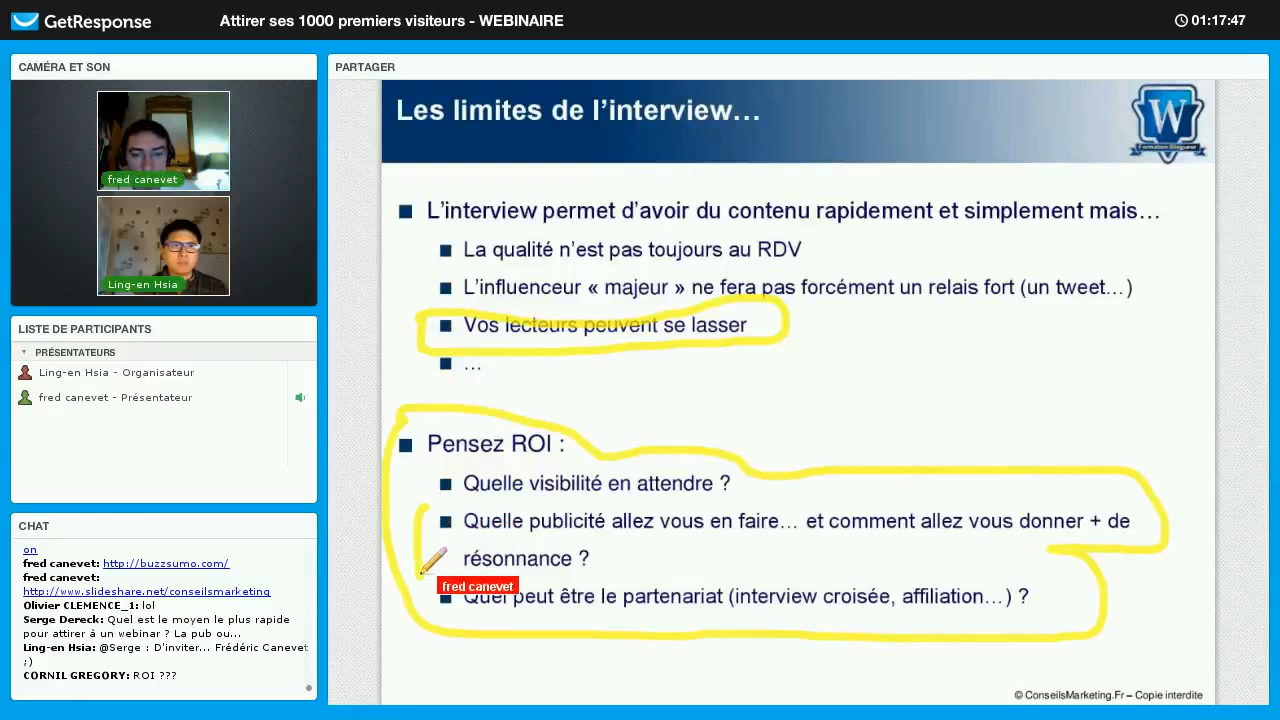 GetResponse
Attirer ses 1000 premiers visiteurs - WEBINAIRE
01:17:47
CAMÉRA ET SON
fred canevet
Ling-en Hsia
LISTE DE PARTICIPANTS
PRÉSENTATEURS
Ling-en Hsia - Organisateur
fred canevet - Présentateur
CHAT
on
fred canevet: http://buzzsumo.com/
fred canevet:
http://www.slideshare.net/conseilsmarketing
Olivier CLEMENCE_1: lol
Serge Dereck: Quel est le moyen le plus rapide
pour attirer à un webinar ? La pub ou...
Ling-en Hsia: @Serge : D'inviter... Frédéric Canevet
;)
CORNIL GREGORY: ROI ???
PARTAGER
Les limites de l'interview…
W
Formation Blogueur
L'interview permet d'avoir du contenu rapidement et simplement mais…
La qualité n'est pas toujours au RDV
L'influenceur « majeur » ne fera pas forcément un relais fort (un tweet…)
Vos lecteurs peuvent se lasser
…
Pensez ROI :
Quelle visibilité en attendre ?
Quelle publicité allez vous en faire… et comment allez vous donner + de
résonnance ?
fred canevet
Quel peut être le partenariat (interview croisée, affiliation…) ?
© ConseilsMarketing.Fr – Copie interdite